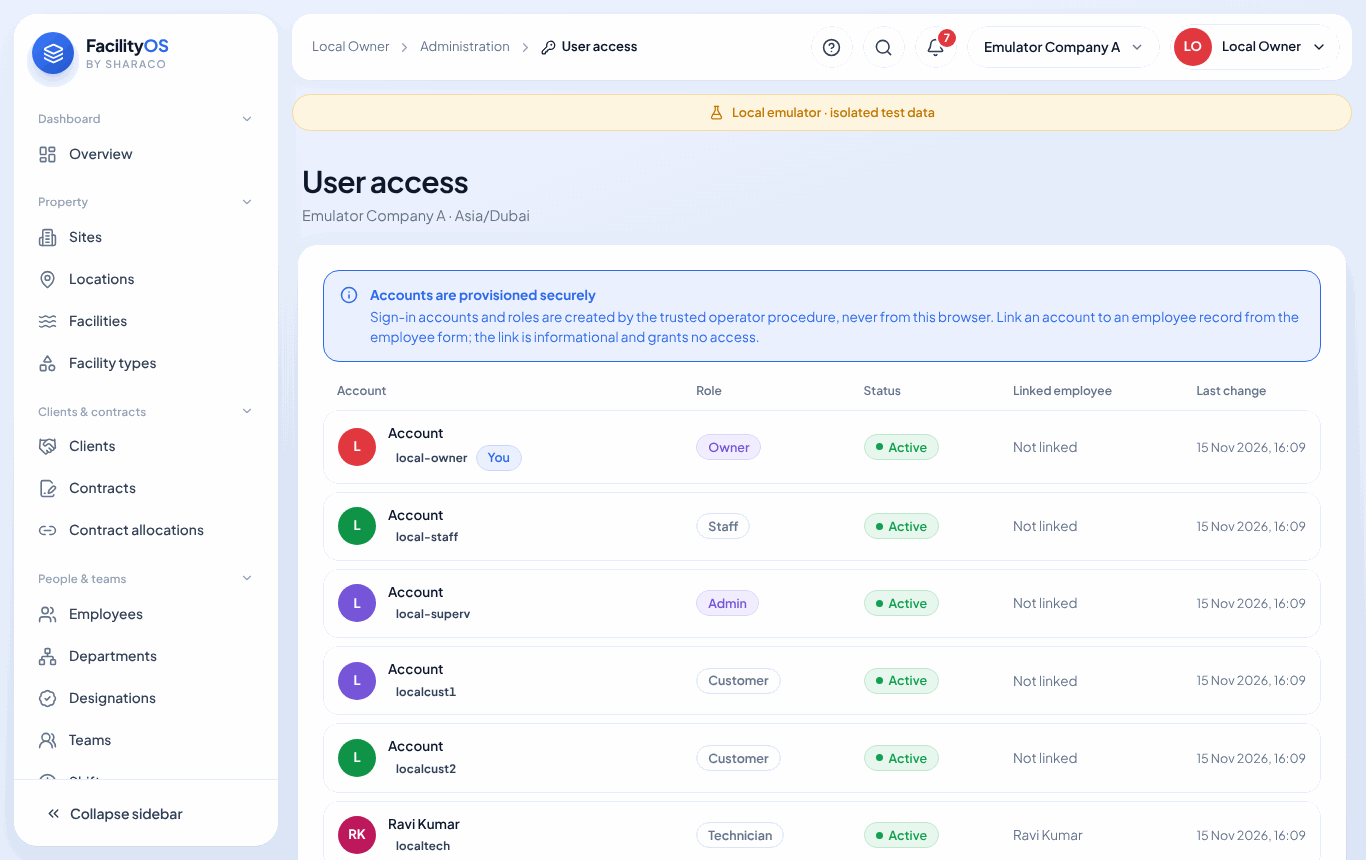 FacilityOS
BY SHARACO
Dashboard
Overview
Property
Sites
Locations
Facilities
Facility types
Clients & contracts
Clients
Contracts
Contract allocations
People & teams
Employees
Departments
Designations
Teams
Collapse sidebar
Local Owner > Administration > User access
7
Emulator Company A
LO Local Owner
Local emulator · isolated test data
User access
Emulator Company A · Asia/Dubai
Accounts are provisioned securely
Sign-in accounts and roles are created by the trusted operator procedure, never from this browser. Link an account to an employee record from the
employee form; the link is informational and grants no access.
Account Role Status Linked employee Last change
L Account
local-owner You Owner Active Not linked 15 Nov 2026, 16:09
L Account
local-staff Staff Active Not linked 15 Nov 2026, 16:09
L Account
local-superv Admin Active Not linked 15 Nov 2026, 16:09
L Account
localcust1 Customer Active Not linked 15 Nov 2026, 16:09
L Account
localcust2 Customer Active Not linked 15 Nov 2026, 16:09
RK Ravi Kumar
localtech Technician Active Ravi Kumar 15 Nov 2026, 16:09